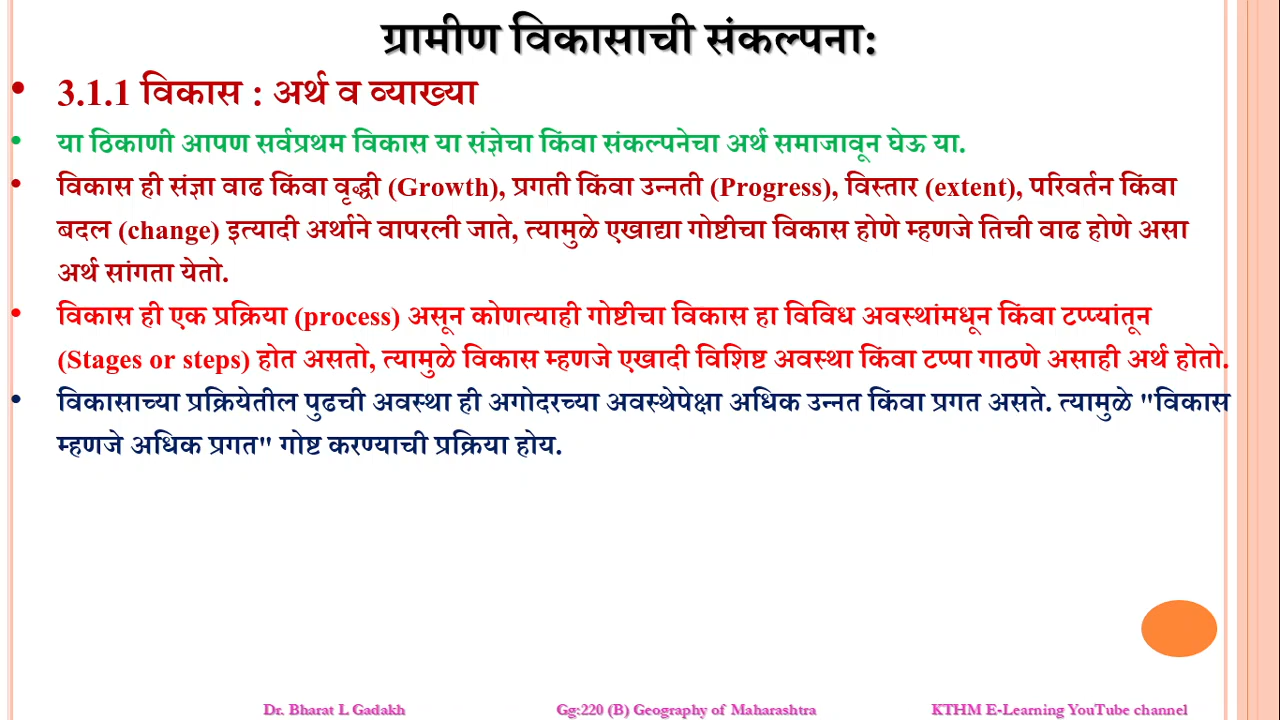 ग्रामीण विकासाची संकल्पना:
• 3.1.1 विकास : अर्थ व व्याख्या
• या ठिकाणी आपण सर्वप्रथम विकास या संज्ञेचा किंवा संकल्पनेचा अर्थ समाजावून घेऊ या.
• विकास ही संज्ञा वाढ किंवा वृद्धी (Growth), प्रगती किंवा उन्नती (Progress), विस्तार (extent), परिवर्तन किंवा
बदल (change) इत्यादी अर्थाने वापरली जाते, त्यामुळे एखाद्या गोष्टीचा विकास होणे म्हणजे तिची वाढ होणे असा
अर्थ सांगता येतो.
• विकास ही एक प्रक्रिया (process) असून कोणत्याही गोष्टीचा विकास हा विविध अवस्थांमधून किंवा टप्प्यांतून
(Stages or steps) होत असतो, त्यामुळे विकास म्हणजे एखादी विशिष्ट अवस्था किंवा टप्पा गाठणे असाही अर्थ होतो.
• विकासाच्या प्रक्रियेतील पुढची अवस्था ही अगोदरच्या अवस्थेपेक्षा अधिक उन्नत किंवा प्रगत असते. त्यामुळे "विकास
म्हणजे अधिक प्रगत" गोष्ट करण्याची प्रक्रिया होय.
Dr. Bharat L Gadakh Gg:220 (B) Geography of Maharashtra KTHM E-Learning YouTube channel